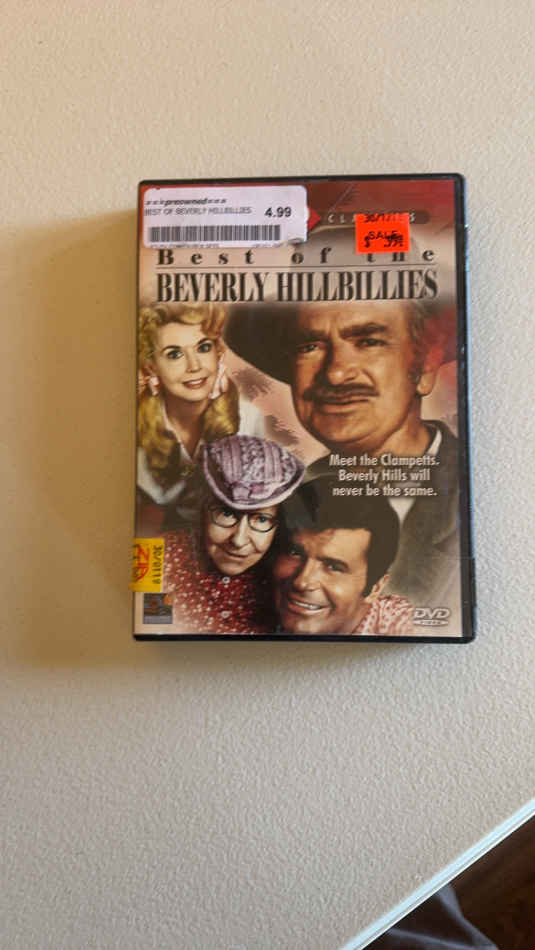 ***preowned***
BEST OF BEVERLY HILLBILLIES
4.99
SALE
Best of the
BEVERLY HILLBILLIES
Meet the Clampetts.
Beverly Hills will
never be the same.
DVD
VIDEO